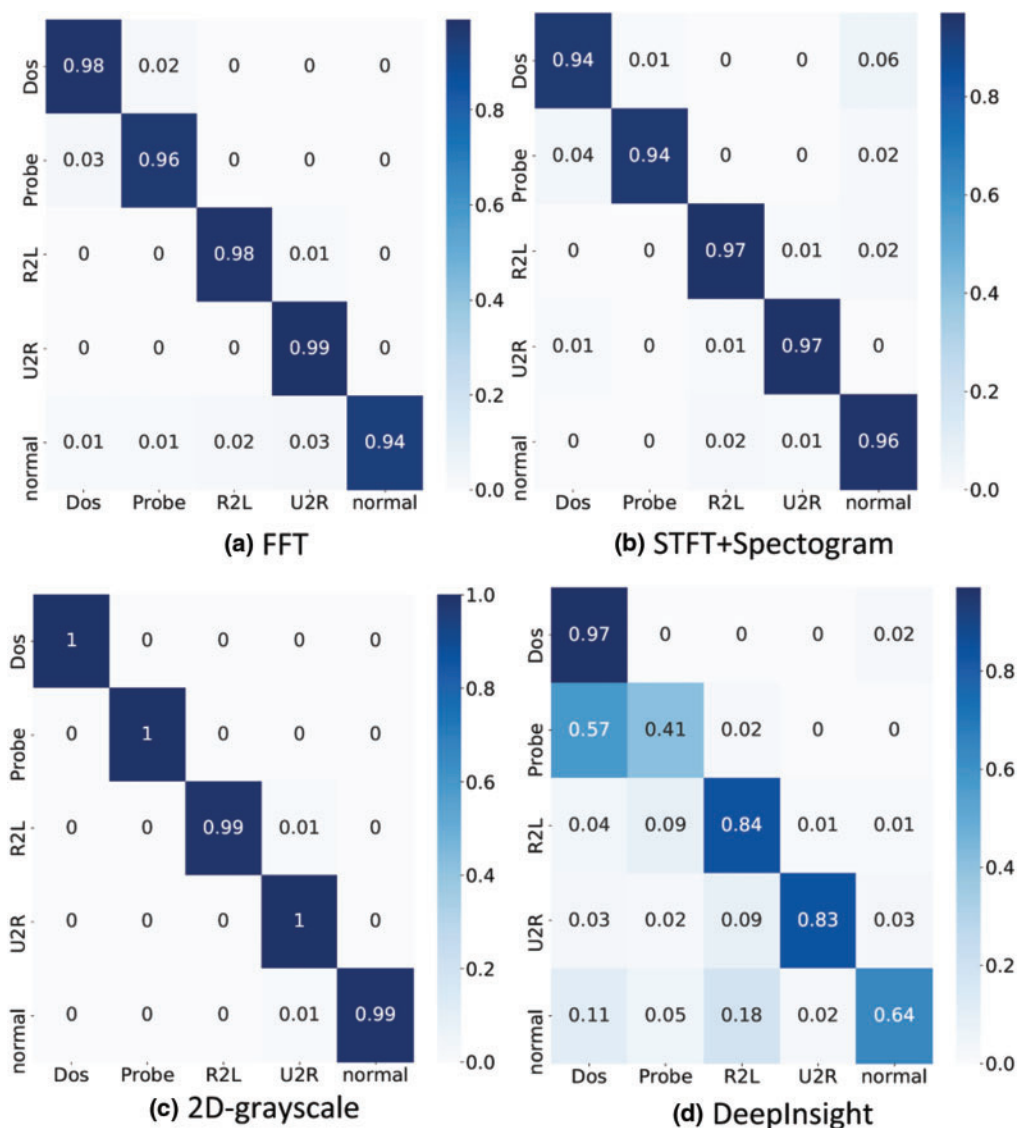 Dos 0.98 0.02 0 0 0
Probe 0.03 0.96 0 0 0
R2L 0 0 0.98 0.01 0
U2R 0 0 0 0.99 0
normal 0.01 0.01 0.02 0.03 0.94
Dos Probe R2L U2R normal
0.8
0.6
0.4
0.2
0.0
(a) FFT
Dos 0.94 0.01 0 0 0.06
Probe 0.04 0.94 0 0 0.02
R2L 0 0 0.97 0.01 0.02
U2R 0.01 0 0.01 0.97 0
normal 0 0 0.02 0.01 0.96
Dos Probe R2L U2R normal
0.8
0.6
0.4
0.2
0.0
(b) STFT+Spectogram
Dos 1 0 0 0 0
Probe 0 1 0 0 0
R2L 0 0 0.99 0.01 0
U2R 0 0 0 1 0
normal 0 0 0 0.01 0.99
Dos Probe R2L U2R normal
1.0
0.8
0.6
0.4
0.2
0.0
(c) 2D-grayscale
Dos 0.97 0 0 0 0.02
Probe 0.57 0.41 0.02 0 0
R2L 0.04 0.09 0.84 0.01 0.01
U2R 0.03 0.02 0.09 0.83 0.03
normal 0.11 0.05 0.18 0.02 0.64
Dos Probe R2L U2R normal
0.8
0.6
0.4
0.2
0.0
(d) DeepInsight